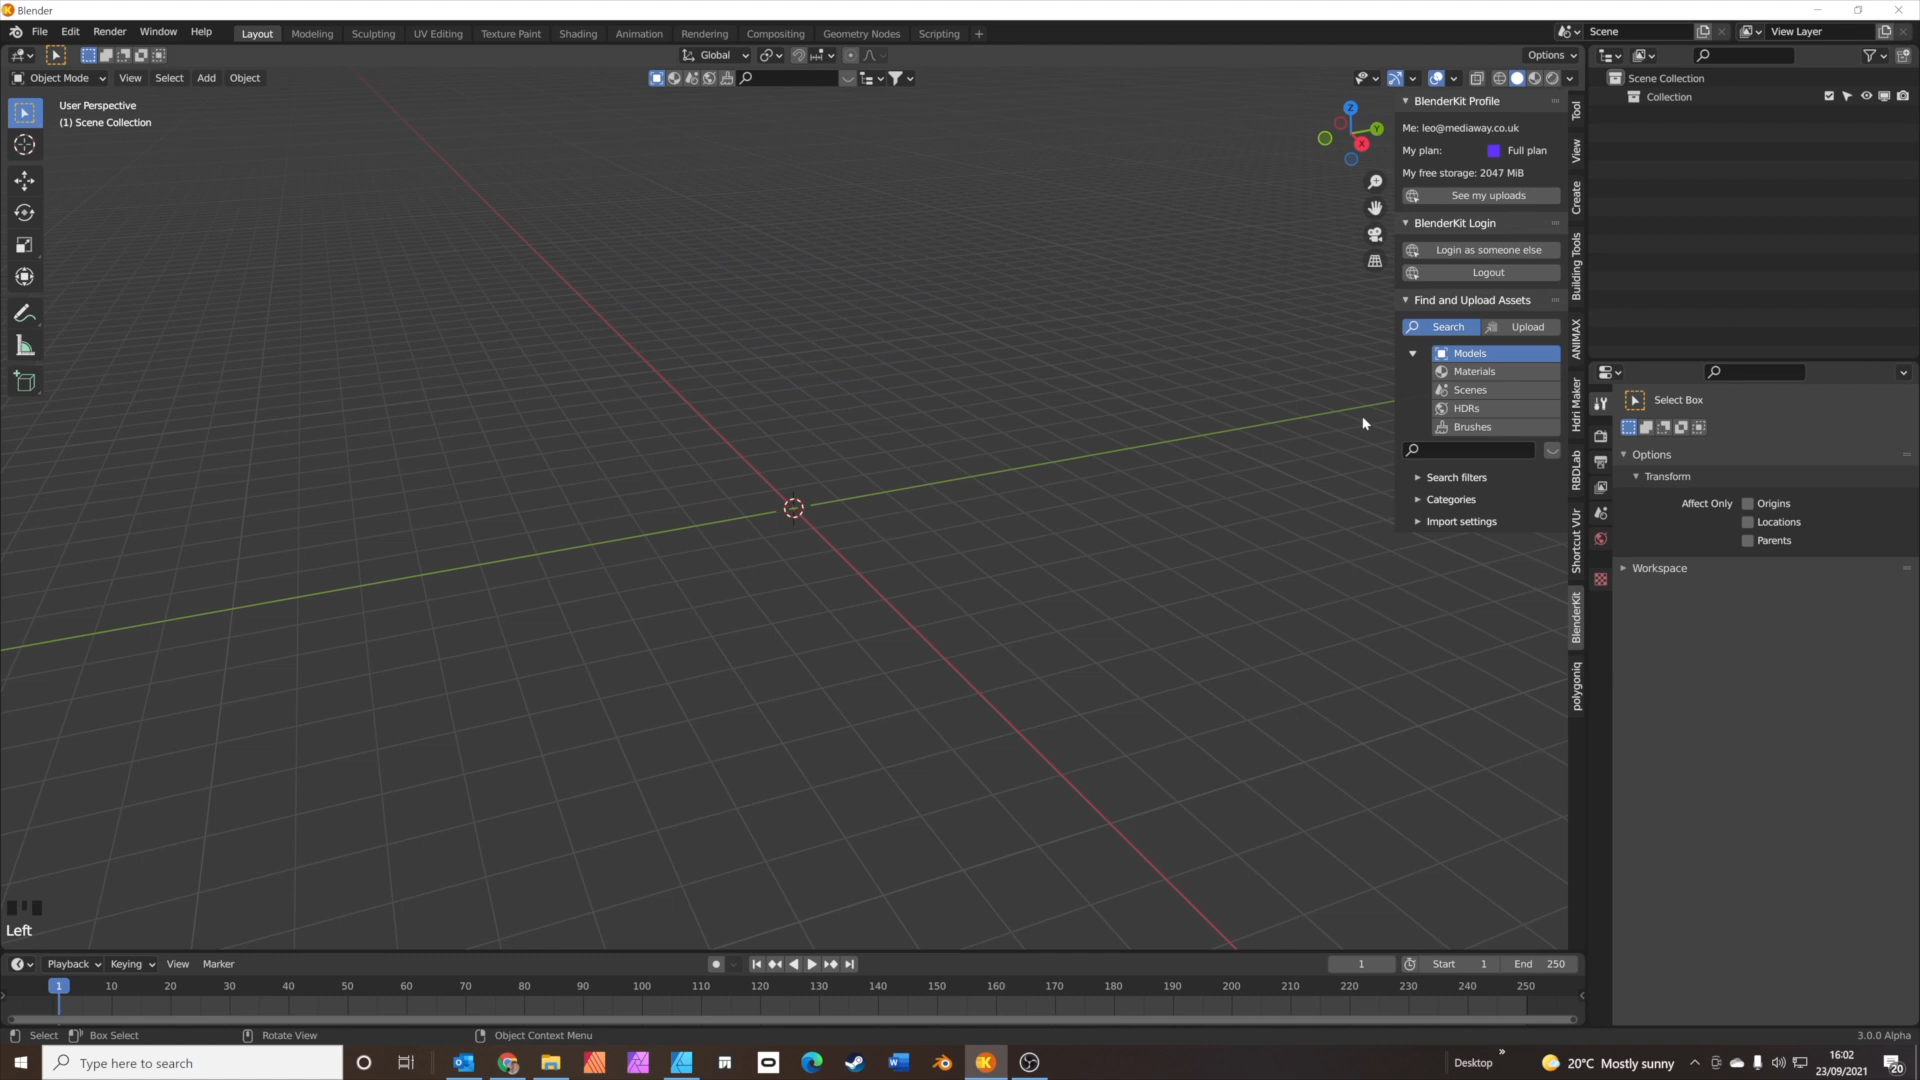 Blender
File Edit Render Window Help Layout Modeling Sculpting UV Editing Texture Paint Shading Animation Rendering Compositing Geometry Nodes Scripting + Scene View Layer
Global Options
Object Mode View Select Add Object
User Perspective
(1) Scene Collection
Z
Y
X
BlenderKit Profile
Me: leo@mediaway.co.uk
My plan: Full plan
My free storage: 2047 MiB
See my uploads
BlenderKit Login
Login as someone else
Logout
Find and Upload Assets
Search Upload
Models
Materials
Scenes
HDRs
Brushes
Search filters
Categories
Import settings
Tool
View
Create
Building Tools
ANIMAX
Hdri Maker
RBDLab
Shortcut VUr
BlenderKit
polygoniq
Scene Collection
Collection
Select Box
Options
Transform
Affect Only Origins
Locations
Parents
Workspace
Left
Playback Keying View Marker 1 Start 1 End 250
1 10 20 30 40 50 60 70 80 90 100 110 120 130 140 150 160 170 180 190 200 210 220 230 240 250
Select Box Select Rotate View Object Context Menu 3.0.0 Alpha
Type here to search Desktop » 20°C Mostly sunny 16:02
23/09/2021 20